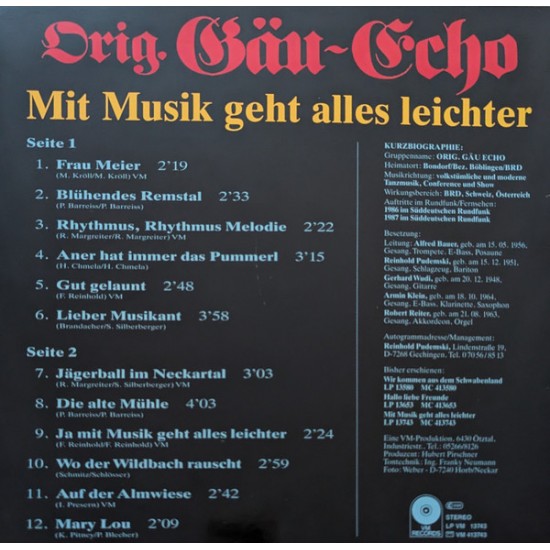 Orig. Gäu-Echo
Mit Musik geht alles leichter
Seite 1
1. Frau Meier 2'19
(M. Kröll/M. Kröll) VM
2. Blühendes Remstal 2'33
(P. Barreiss/P. Barreiss)
3. Rhythmus, Rhythmus Melodie 2'22
(R. Margreiter/R. Margreiter) VM
4. Aner hat immer das Pummerl 3'15
(H. Chmela/H. Chmela)
5. Gut gelaunt 2'48
(F. Reinhold) VM
6. Lieber Musikant 3'58
(Brandacher/S. Silberberger)
Seite 2
7. Jägerball im Neckartal 3'03
(R. Margreiter/S. Silberberger) VM
8. Die alte Mühle 4'03
(P. Barreiss/P. Barreiss)
9. Ja mit Musik geht alles leichter 2'24
(F. Reinhold/F. Reinhold) VM
10. Wo der Wildbach rauscht 2'59
(Schmitz/Schlösser)
11. Auf der Almwiese 2'42
(I. Presern) VM
12. Mary Lou 2'09
(K. Pitney/P. Blecher)
KURZBIOGRAPHIE:
Gruppenname: ORIG. GÄU ECHO
Heimatort: Bondorf/Bez. Böblingen/BRD
Musikrichtung: volkstümliche und moderne
Tanzmusik, Conference und Show
Wirkungsbereich: BRD, Schweiz, Österreich
Auftritte im Rundfunk/Fernsehen:
1986 im Süddeutschen Rundfunk
1987 im Süddeutschen Rundfunk
Besetzung:
Leitung: Alfred Bauer, geb. am 15. 05. 1956,
Gesang, Trompete, E-Bass, Posaune
Reinhold Pudemski, geb. am 15. 12. 1951,
Gesang, Schlagzeug, Bariton
Gerhard Wudi, geb. am 20. 12. 1948,
Gesang, Gitarre
Armin Klein, geb. am 18. 10. 1964,
Gesang, E-Bass, Klarinette, Saxophon
Robert Reiter, geb. am 21. 08. 1963,
Gesang, Akkordeon, Orgel
Autogrammadresse/Management:
Reinhold Pudemski, Lindenstraße 19,
D-7268 Gechingen, Tel. 0 70 56/85 13
Bisher erschienen:
Wir kommen aus dem Schwabenland
LP 13580 MC 413580
Hallo liebe Freunde
LP 13653 MC 413653
Mit Musik geht alles leichter
LP 13743 MC 413743
Eine VM-Produktion, 6430 Ötztal,
Industriestr., Tel.: 05266/8126
Produzent: Hubert Pirschner
Tontechnik: Ing. Franky Neumann
Foto: Weber - D-7240 Horb/Neckar
VM
RECORDS
STEREO
LP VM 13743
VM 413743